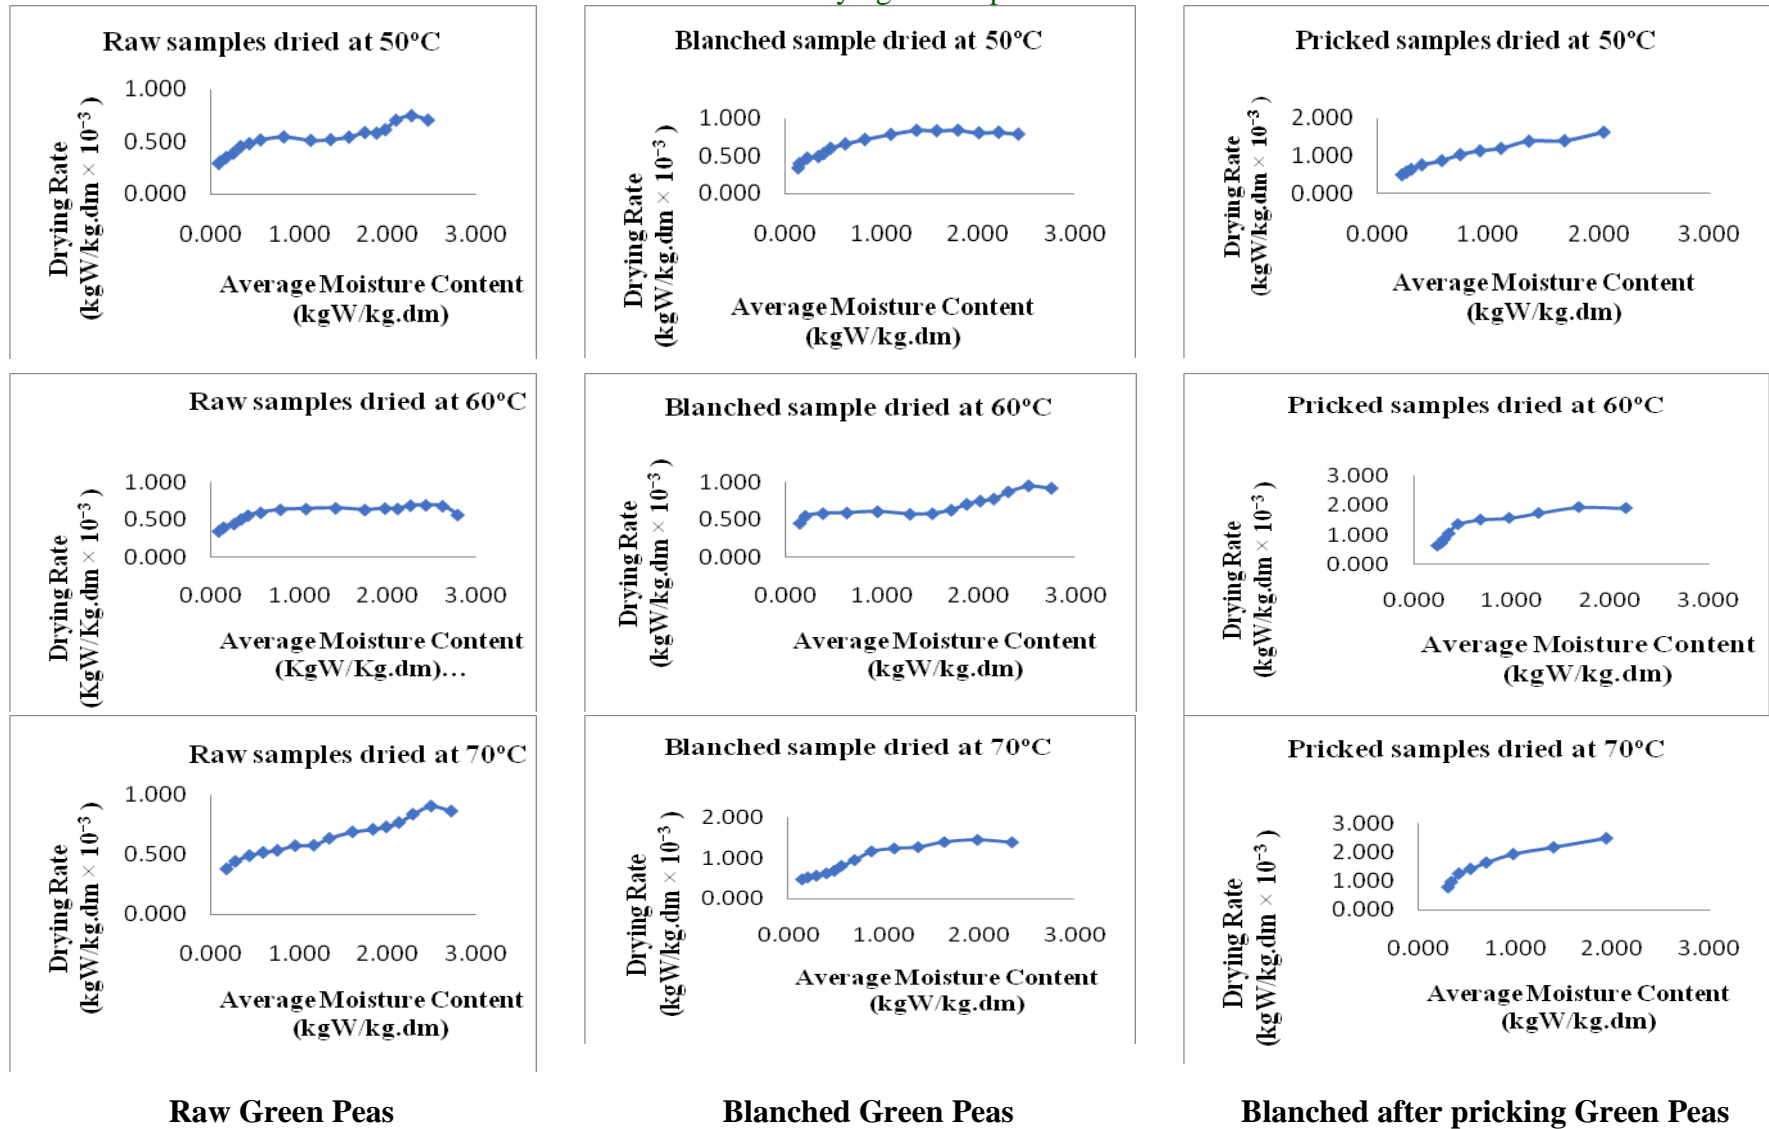 Raw samples dried at 50ºC
Drying Rate
(kgW/kg.dm × 10⁻³ )
1.000
0.500
0.000
0.000 1.000 2.000 3.000
Average Moisture Content
(kgW/kg.dm)
Blanched sample dried at 50ºC
Drying Rate
(kgW/kg.dm × 10⁻³ )
1.000
0.500
0.000
0.000 1.000 2.000 3.000
Average Moisture Content
(kgW/kg.dm)
Pricked samples dried at 50ºC
Drying Rate
(kgW/kg.dm × 10⁻³ )
2.000
1.000
0.000
0.000 1.000 2.000 3.000
Average Moisture Content
(kgW/kg.dm)
Raw samples dried at 60ºC
Drying Rate
(KgW/Kg.dm × 10⁻³ )
1.000
0.500
0.000
0.000 1.000 2.000 3.000
Average Moisture Content
(KgW/Kg.dm)…
Blanched sample dried at 60ºC
Drying Rate
(kgW/kg.dm × 10⁻³ )
1.000
0.500
0.000
0.000 1.000 2.000 3.000
Average Moisture Content
(kgW/kg.dm)
Pricked samples dried at 60ºC
Drying Rate
(kgW/kg.dm × 10⁻³ )
3.000
2.000
1.000
0.000
0.000 1.000 2.000 3.000
Average Moisture Content
(kgW/kg.dm)
Raw samples dried at 70ºC
Drying Rate
(kgW/kg.dm × 10⁻³ )
1.000
0.500
0.000
0.000 1.000 2.000 3.000
Average Moisture Content
(kgW/kg.dm)
Blanched sample dried at 70ºC
Drying Rate
(kgW/kg.dm × 10⁻³ )
2.000
1.000
0.000
0.000 1.000 2.000 3.000
Average Moisture Content
(kgW/kg.dm)
Pricked samples dried at 70ºC
Drying Rate
(kgW/kg.dm × 10⁻³ )
3.000
2.000
1.000
0.000
0.000 1.000 2.000 3.000
Average Moisture Content
(kgW/kg.dm)
Raw Green Peas
Blanched Green Peas
Blanched after pricking Green Peas